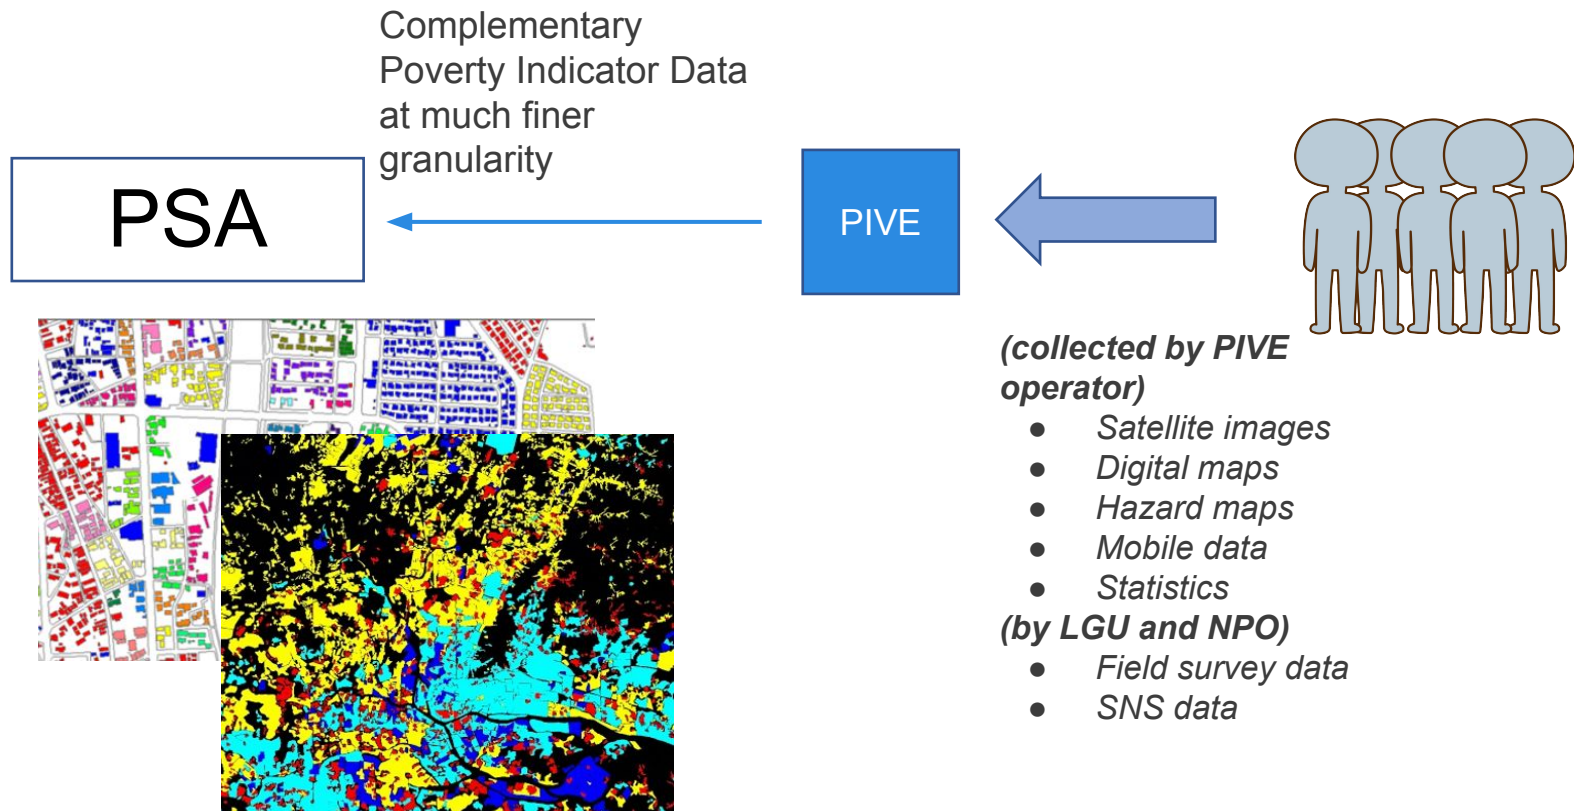 Complementary
Poverty Indicator Data
at much finer
granularity
PSA
PIVE
(collected by PIVE
operator)
● Satellite images
● Digital maps
● Hazard maps
● Mobile data
● Statistics
(by LGU and NPO)
● Field survey data
● SNS data